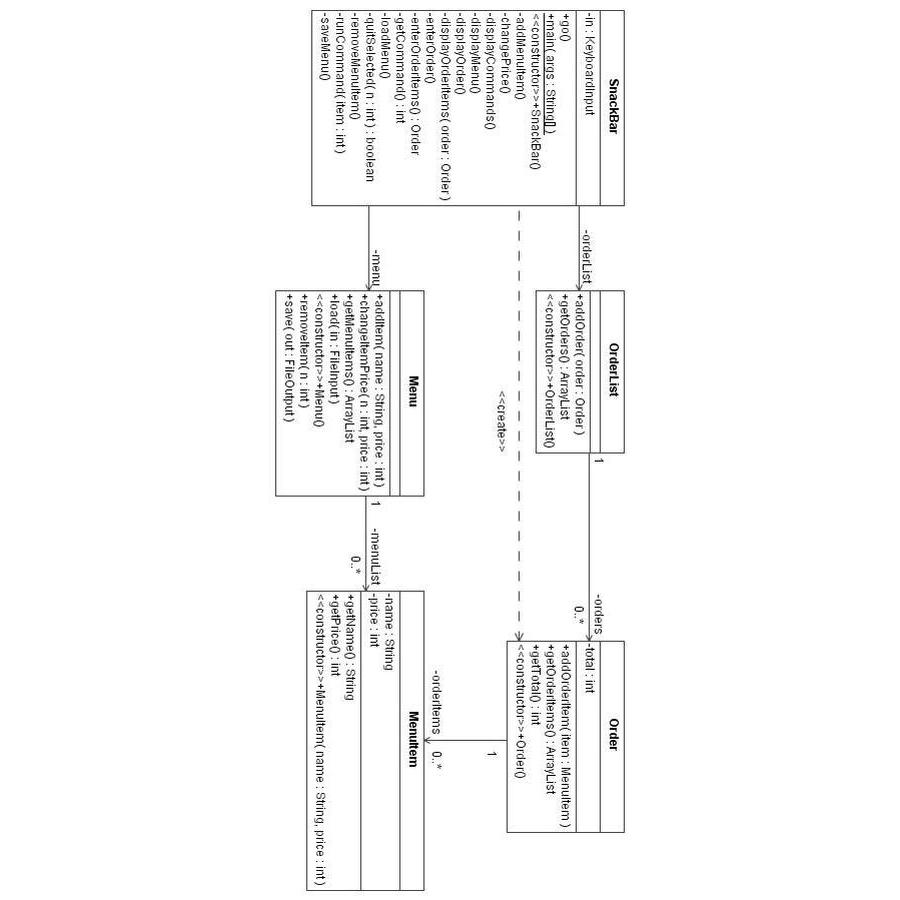 SnackBar
-in : KeyboardInput
+go()
+main( args : String[] )
<<constructor>>+SnackBar()
-addMenuItem()
-changePrice()
-displayCommands()
-displayMenu()
-displayOrder()
-displayOrderItems( order : Order )
-enterOrder()
-enterOrderItems() : Order
-getCommand() : int
-loadMenu()
-quitSelected( n : int ) : boolean
-removeMenuItem()
-runCommand( item : int )
-saveMenu()
-orderList
-menu
OrderList
+addOrder( order : Order )
+getOrders() : ArrayList
<<constructor>>+OrderList()
1
-orders
0..*
<<create>>
Order
-total : int
+addOrderItem( item : MenuItem )
+getOrderItems() : ArrayList
+getTotal() : int
<<constructor>>+Order()
1
-orderItems
0..*
Menu
+addItem( name : String, price : int )
+changeItemPrice( n : int, price : int )
+getMenuItems() : ArrayList
+load( in : FileInput )
<<constructor>>+Menu()
+removeItem( n : int )
+save( out : FileOutput )
1
-menuList
0..*
MenuItem
-name : String
-price : int
+getName() : String
+getPrice() : int
<<constructor>>+MenuItem( name : String, price : int )